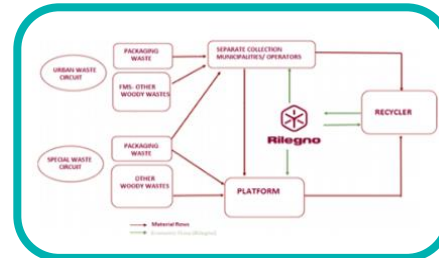 PACKAGING
WASTE
SEPARATE COLLECTION
MUNICIPALITIES/ OPERATORS
URBAN WASTE
CIRCUIT
FMS- OTHER
WOODY WASTES
RECYCLER
Rilegno
PACKAGING
WASTE
SPECIAL WASTE
CIRCUIT
OTHER
WOODY WASTES
PLATFORM
Material flows